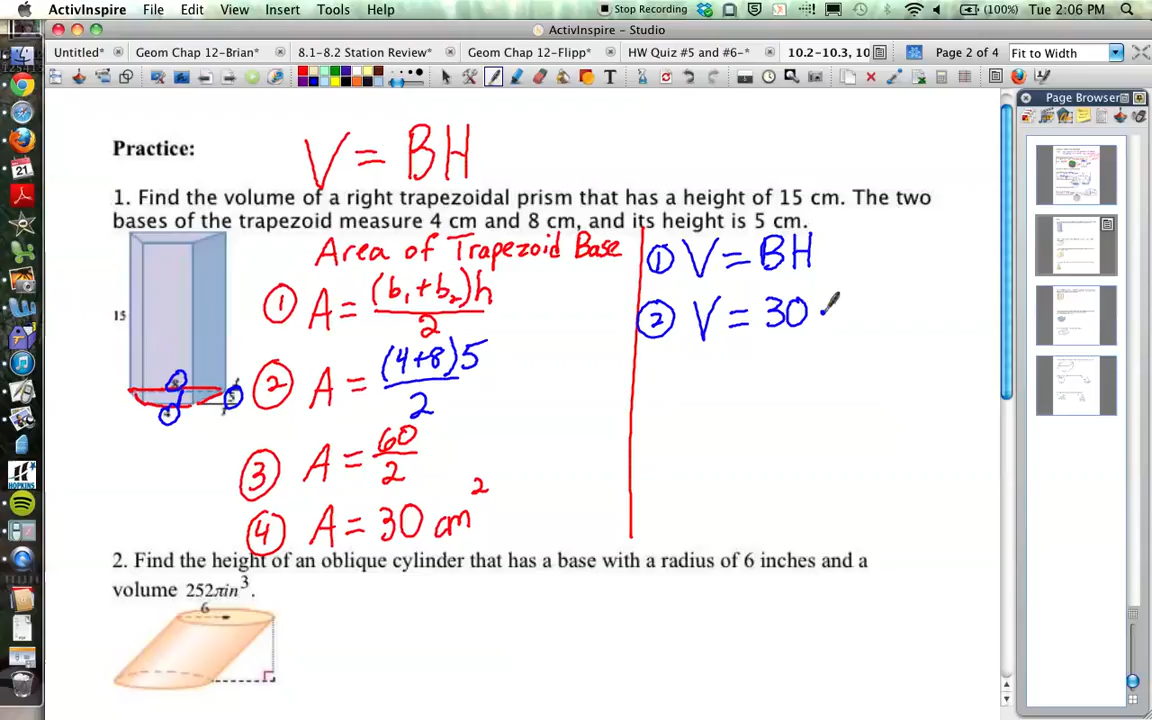 ActivInspire File Edit View Insert Tools Help Stop Recording (100%) Tue 2:06 PM
ActivInspire - Studio
Untitled* Geom Chap 12-Brian* 8.1-8.2 Station Review* Geom Chap 12-Flipp* HW Quiz #5 and #6-* 10.2-10.3, 10 Page 2 of 4 Fit to Width
Page Browser
Practice:
V = BH
1. Find the volume of a right trapezoidal prism that has a height of 15 cm. The two
bases of the trapezoid measure 4 cm and 8 cm, and its height is 5 cm.
Area of Trapezoid Base
① A = (b₁+b₂)h / 2
② A = (4+8)5 / 2
③ A = 60 / 2
④ A = 30 cm²
15
8
4
5
① V = BH
② V = 30 ·
2. Find the height of an oblique cylinder that has a base with a radius of 6 inches and a
volume 252πin³.
6
21
HOPKINS